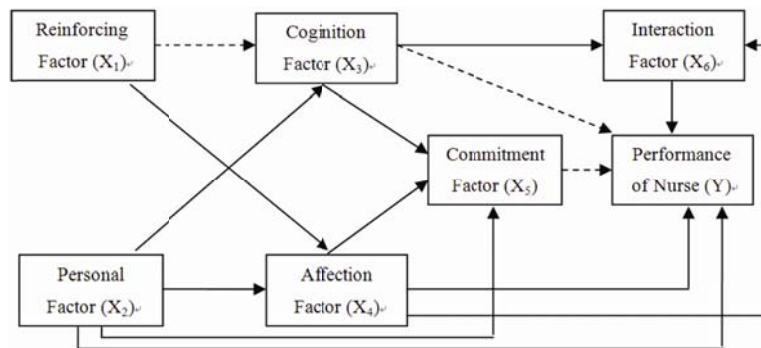 Reinforcing
Factor (X₁)
Coginition
Factor (X₃)
Interaction
Factor (X₆)
Commitment
Factor (X₅)
Performance
of Nurse (Y)
Personal
Factor (X₂)
Affection
Factor (X₄)